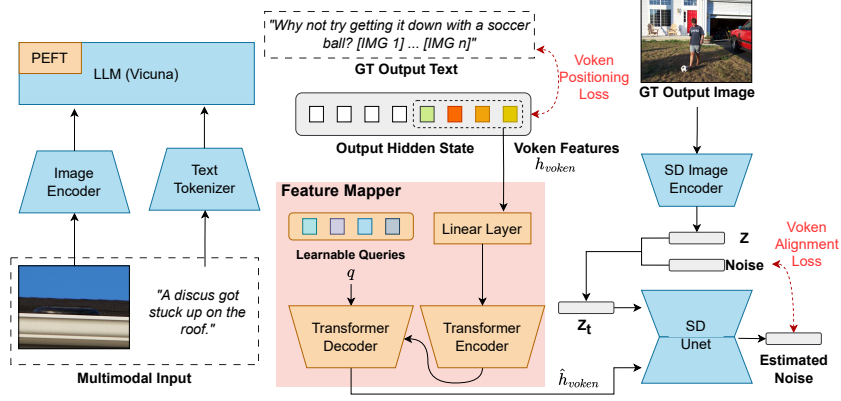 PEFT
LLM (Vicuna)
Image
Encoder
Text
Tokenizer
"A discus got
stuck up on the
roof."
Multimodal Input
"Why not try getting it down with a soccer
ball? [IMG 1] ... [IMG n]"
GT Output Text
Voken
Positioning
Loss
Output Hidden State
Voken Features
h_voken
Feature Mapper
Learnable Queries
q
Linear Layer
Transformer
Decoder
Transformer
Encoder
ĥ_voken
GT Output Image
SD Image
Encoder
Z
Noise
Voken
Alignment
Loss
Z_t
SD
Unet
Estimated
Noise